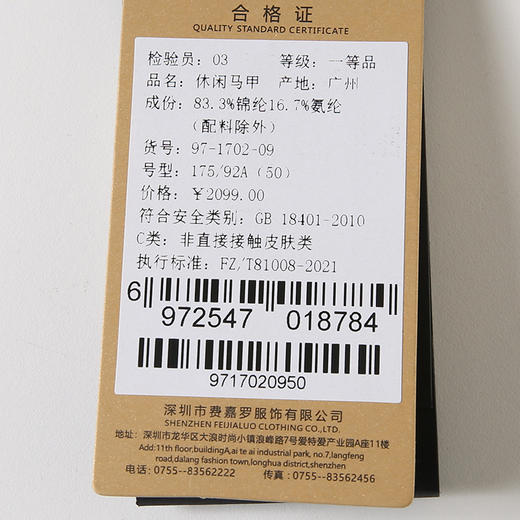 合格证
QUALITY STANDARD CERTIFICATE
检验员: 03 等级: 一等品
品名: 休闲马甲 产地: 广州
成份: 83.3%锦纶16.7%氨纶
(配料除外)
货号: 97-1702-09
号型: 175/92A (50)
价格: ¥2099.00
符合安全类别: GB 18401-2010
C类: 非直接接触皮肤类
执行标准: FZ/T81008-2021
6 972547 018784
9717020950
深圳市费嘉罗服饰有限公司
SHENZHEN FEIJIALUO CLOTHING CO.,LTD
地址: 深圳市龙华区大浪时尚小镇浪峰路7号爱特爱产业园A座11楼
Add:11th floor,buildingA,ai te ai industrial park, no.7,langfeng
road,dalang fashion town,longhua district,shenzhen
电话: 0755--83562222 传真: 0755--83562456